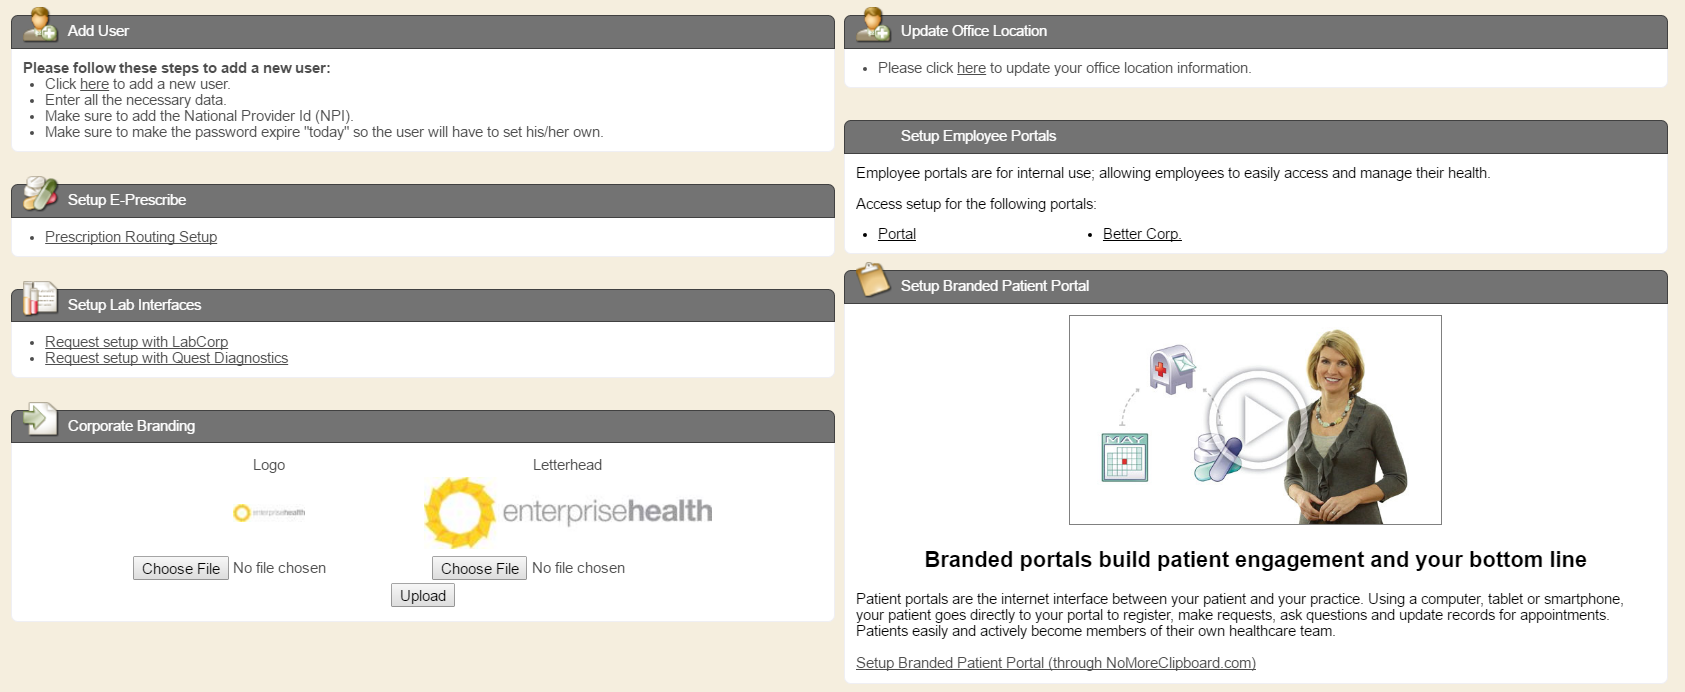 Add User
Please follow these steps to add a new user:
• Click here to add a new user.
• Enter all the necessary data.
• Make sure to add the National Provider Id (NPI).
• Make sure to make the password expire "today" so the user will have to set his/her own.
Setup E-Prescribe
• Prescription Routing Setup
Setup Lab Interfaces
• Request setup with LabCorp
• Request setup with Quest Diagnostics
Corporate Branding
Logo
Letterhead
enterprisehealth
enterprisehealth
Choose File No file chosen
Choose File No file chosen
Upload
Update Office Location
• Please click here to update your office location information.
Setup Employee Portals
Employee portals are for internal use; allowing employees to easily access and manage their health.
Access setup for the following portals:
• Portal
• Better Corp.
Setup Branded Patient Portal
MAY
Branded portals build patient engagement and your bottom line
Patient portals are the internet interface between your patient and your practice. Using a computer, tablet or smartphone,
your patient goes directly to your portal to register, make requests, ask questions and update records for appointments.
Patients easily and actively become members of their own healthcare team.
Setup Branded Patient Portal (through NoMoreClipboard.com)